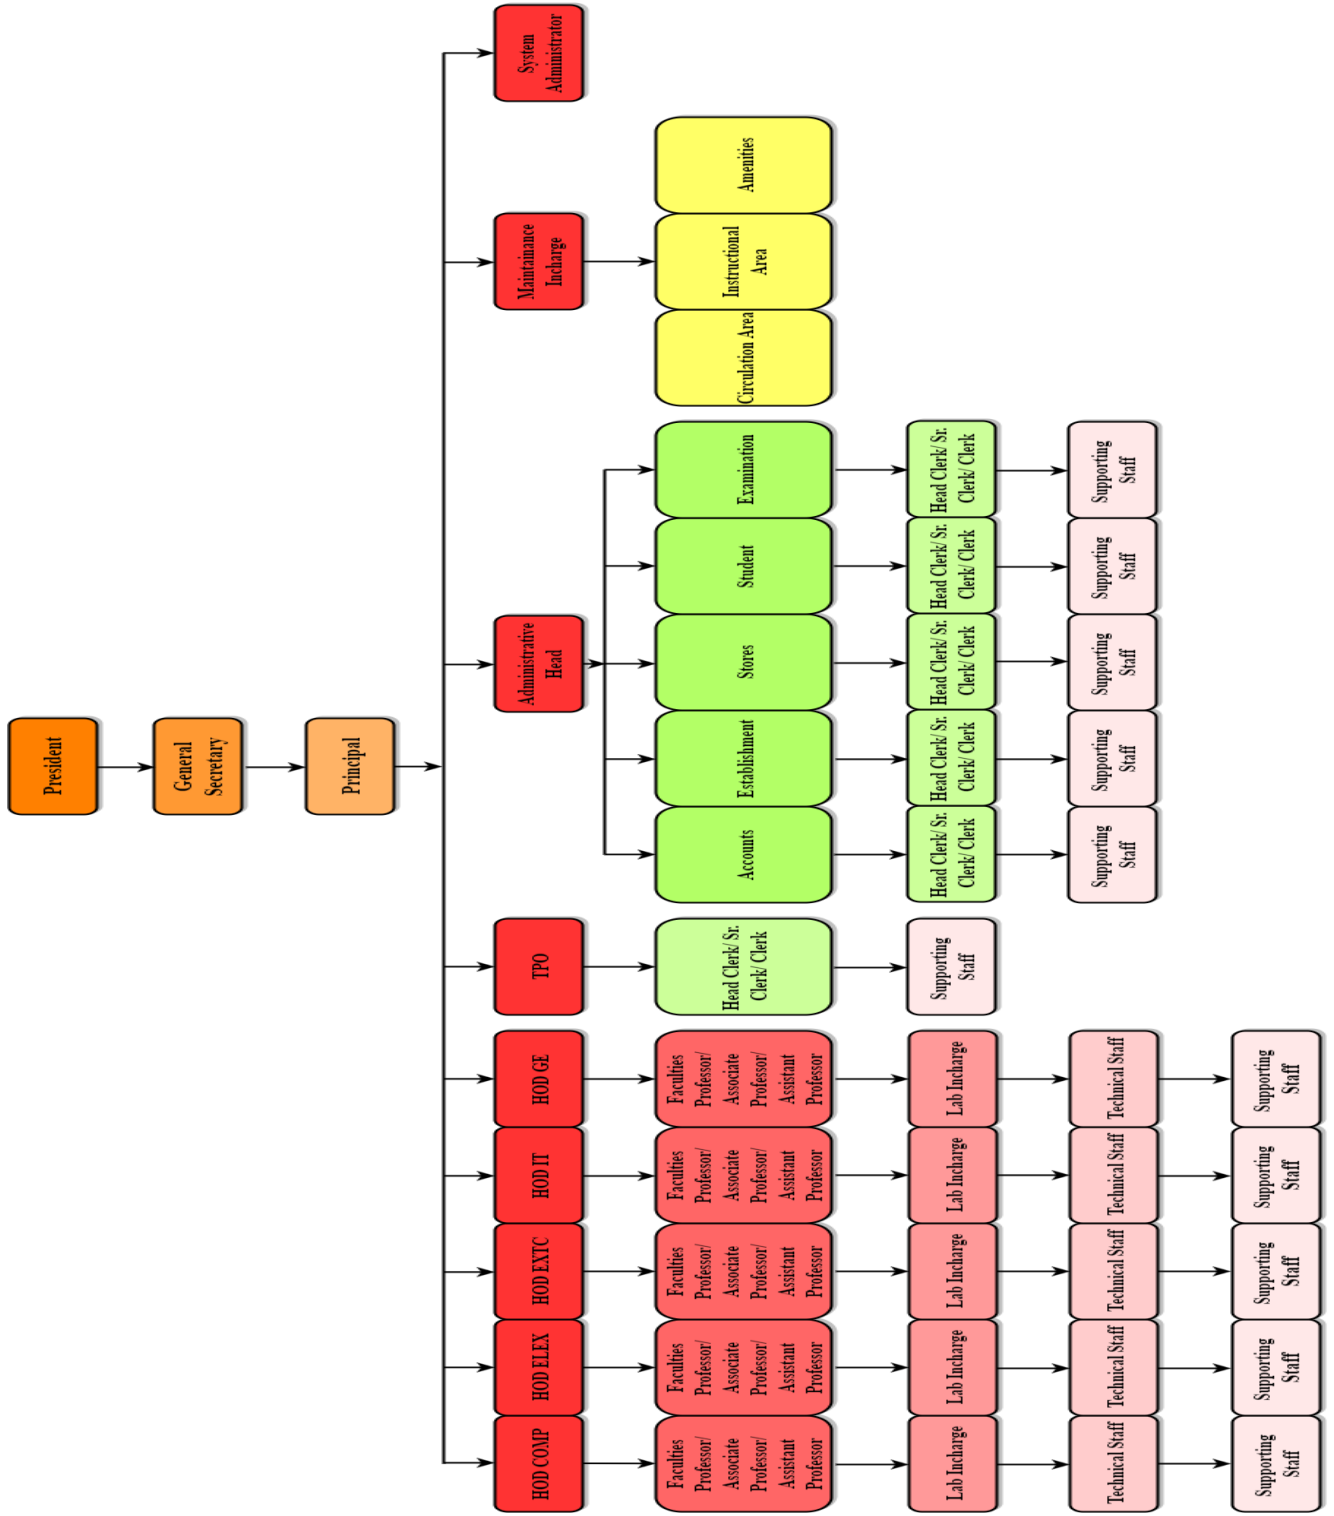 President
General
Secretary
Principal
HOD COMP
HOD ELEX
HOD EXTC
HOD IT
HOD GE
TPO
Administrative
Head
Maintainance
Incharge
System
Administrator
Faculties
Professor/
Associate
Professor/
Assistant
Professor
Faculties
Professor/
Associate
Professor/
Assistant
Professor
Faculties
Professor/
Associate
Professor/
Assistant
Professor
Faculties
Professor/
Associate
Professor/
Assistant
Professor
Faculties
Professor/
Associate
Professor/
Assistant
Professor
Head Clerk/ Sr.
Clerk/ Clerk
Accounts
Establishment
Stores
Student
Examination
Circulation Area
Instructional
Area
Amenities
Lab Incharge
Lab Incharge
Lab Incharge
Lab Incharge
Lab Incharge
Supporting
Staff
Head Clerk/ Sr.
Clerk/ Clerk
Head Clerk/ Sr.
Clerk/ Clerk
Head Clerk/ Sr.
Clerk/ Clerk
Head Clerk/ Sr.
Clerk/ Clerk
Head Clerk/ Sr.
Clerk/ Clerk
Technical Staff
Technical Staff
Technical Staff
Technical Staff
Technical Staff
Supporting
Staff
Supporting
Staff
Supporting
Staff
Supporting
Staff
Supporting
Staff
Supporting
Staff
Supporting
Staff
Supporting
Staff
Supporting
Staff
Supporting
Staff